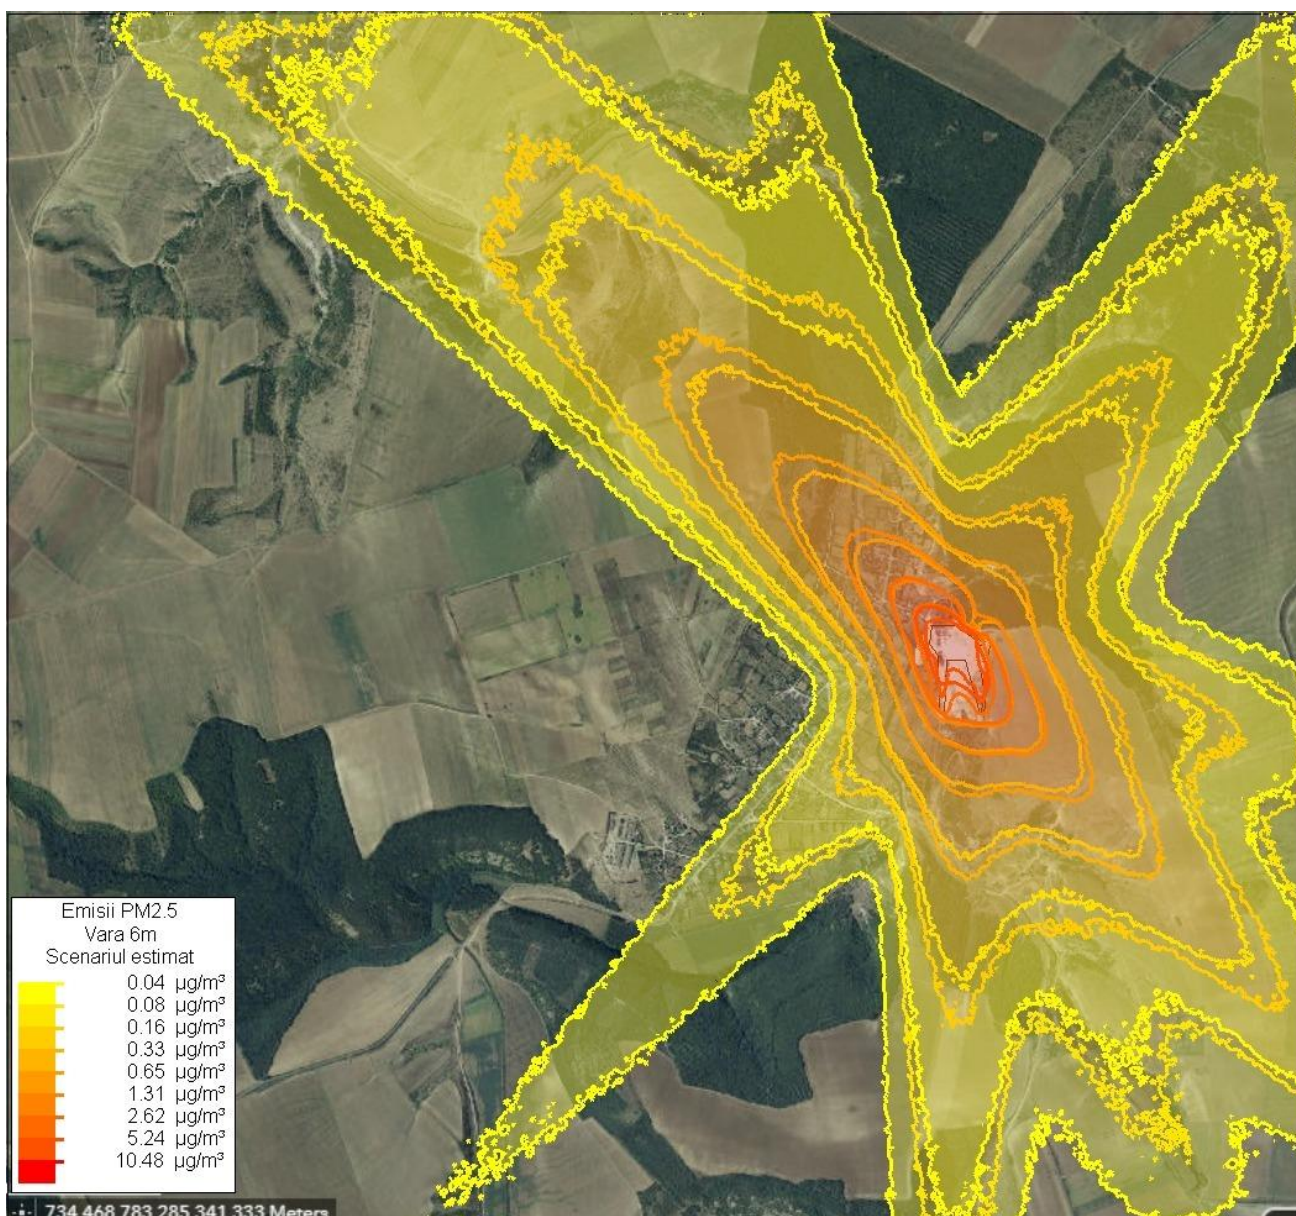 Emisii PM2.5
Vara 6m
Scenariul estimat
0.04 µg/m³
0.08 µg/m³
0.16 µg/m³
0.33 µg/m³
0.65 µg/m³
1.31 µg/m³
2.62 µg/m³
5.24 µg/m³
10.48 µg/m³
734 468.783 285 341.333 Meters